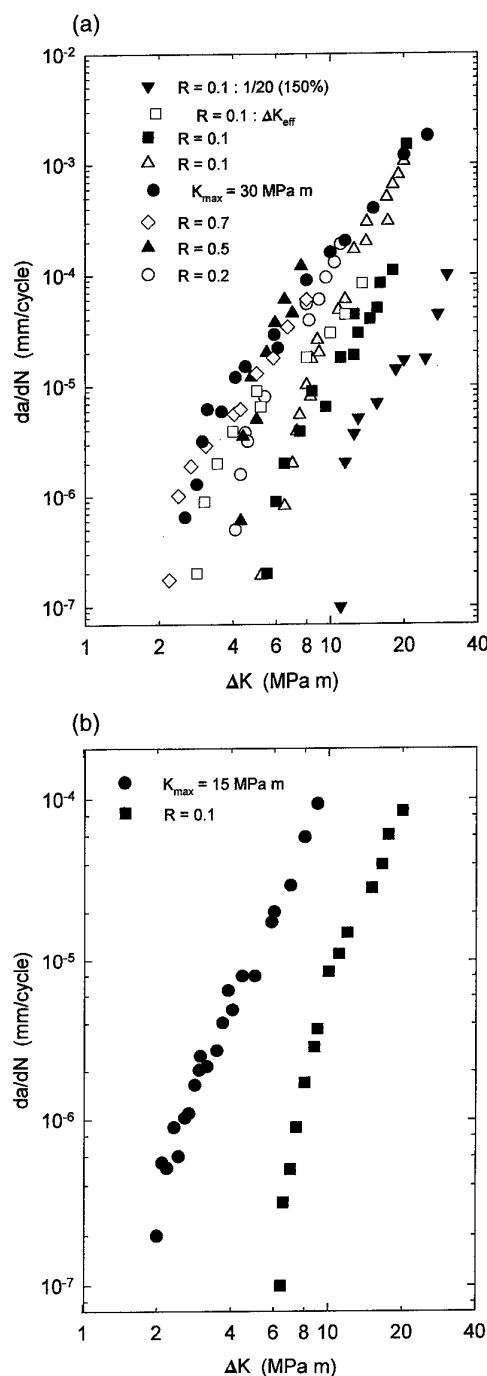 (a)
10⁻²
▼ R = 0.1 : 1/20 (150%)
□ R = 0.1 : ΔK_eff
■ R = 0.1
△ R = 0.1
● K_max = 30 MPa m
◇ R = 0.7
▲ R = 0.5
○ R = 0.2
10⁻³
10⁻⁴
10⁻⁵
10⁻⁶
10⁻⁷
da/dN (mm/cycle)
1 2 4 6 8 10 20 40
ΔK (MPa m)
(b)
● K_max = 15 MPa m
■ R = 0.1
10⁻⁴
10⁻⁵
10⁻⁶
10⁻⁷
da/dN (mm/cycle)
1 2 4 6 8 10 20 40
ΔK (MPa m)